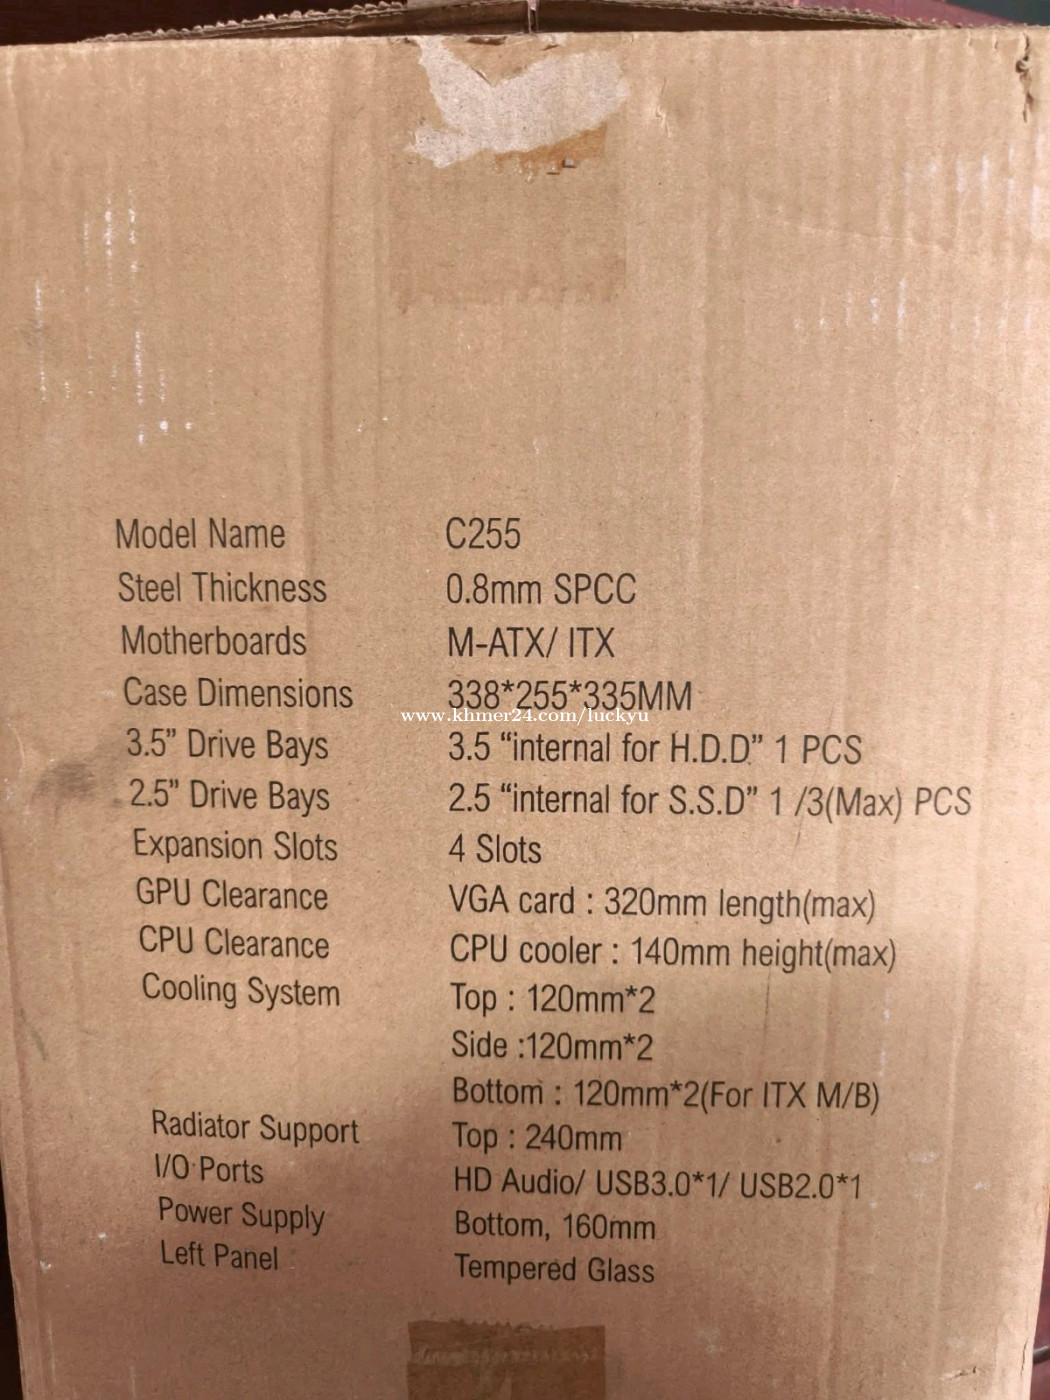 Model Name C255
Steel Thickness 0.8mm SPCC
Motherboards M-ATX/ ITX
Case Dimensions 338*255*335MM
www.khmer24.com/luckyu
3.5” Drive Bays 3.5 “internal for H.D.D” 1 PCS
2.5” Drive Bays 2.5 “internal for S.S.D” 1 /3(Max) PCS
Expansion Slots 4 Slots
GPU Clearance VGA card : 320mm length(max)
CPU Clearance CPU cooler : 140mm height(max)
Cooling System Top : 120mm*2
Side :120mm*2
Bottom : 120mm*2(For ITX M/B)
Radiator Support Top : 240mm
I/O Ports HD Audio/ USB3.0*1/ USB2.0*1
Power Supply Bottom, 160mm
Left Panel Tempered Glass